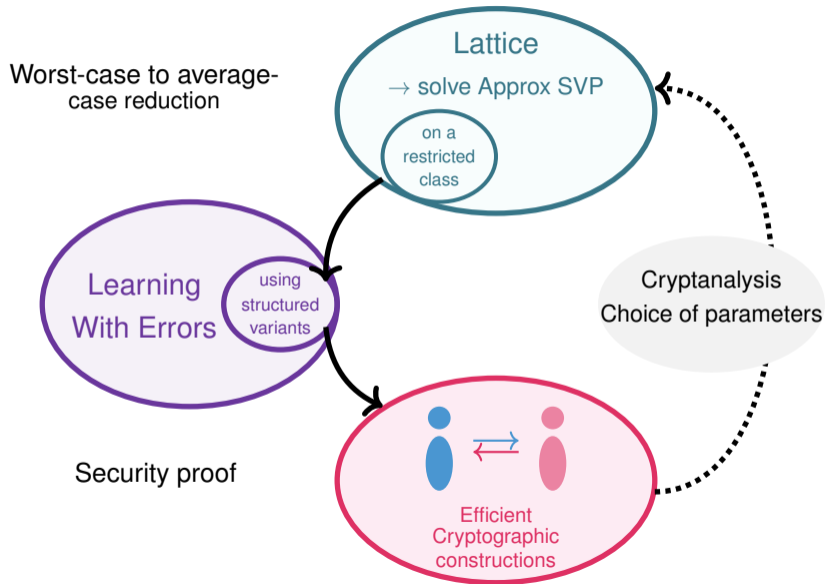 Lattice
→ solve Approx SVP
on a
restricted
class
Worst-case to average-
case reduction
Learning
With Errors
using
structured
variants
Cryptanalysis
Choice of parameters
Security proof
Efficient
Cryptographic
constructions